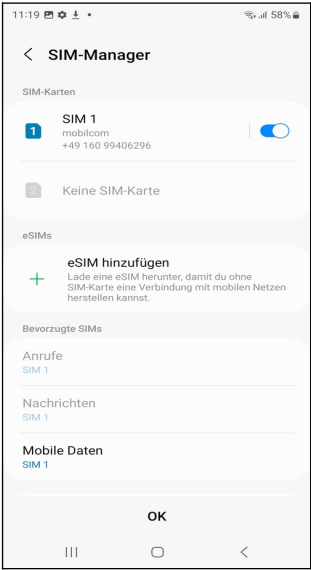 11:19 58%
SIM-Manager
SIM-Karten
1
SIM 1
mobilcom
+49 160 99406296
2
Keine SIM-Karte
eSIMs
eSIM hinzufügen
Lade eine eSIM herunter, damit du ohne
SIM-Karte eine Verbindung mit mobilen Netzen
herstellen kannst.
Bevorzugte SIMs
Anrufe
SIM 1
Nachrichten
SIM 1
Mobile Daten
SIM 1
OK